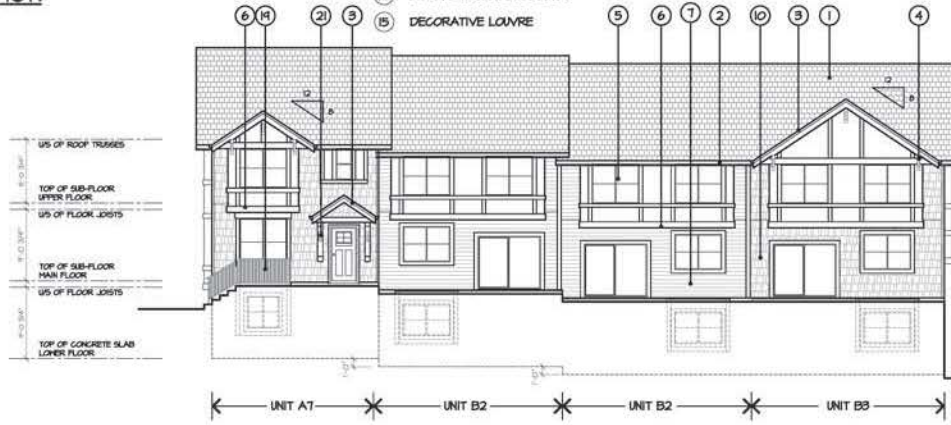 15 DECORATIVE LOUVRE
6 19 21 3 5 6 7 2 10 3 1 4
12
8
12
8
U/S OF ROOF TRUSSES
TOP OF SUB-FLOOR
UPPER FLOOR
U/S OF FLOOR JOISTS
TOP OF SUB-FLOOR
MAIN FLOOR
U/S OF FLOOR JOISTS
TOP OF CONCRETE SLAB
LOWER FLOOR
UNIT A7
UNIT B2
UNIT B2
UNIT B3